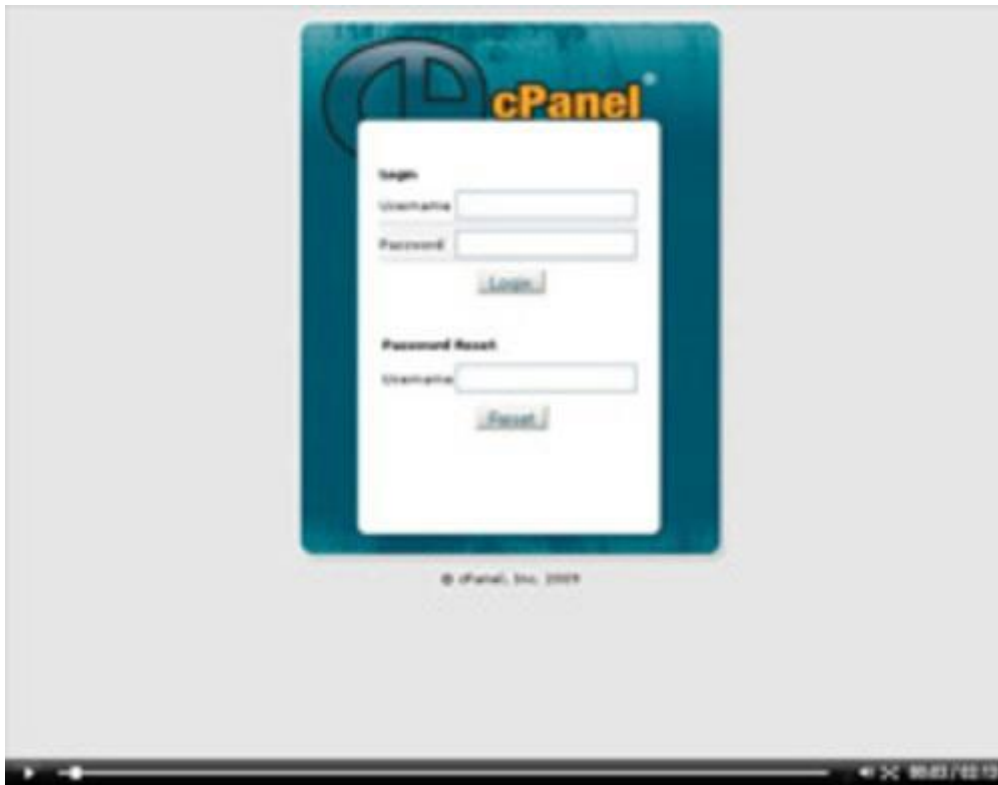 cPanel®
Login
Username
Password
Login
Password Reset
Username
Reset
© cPanel, Inc. 2009